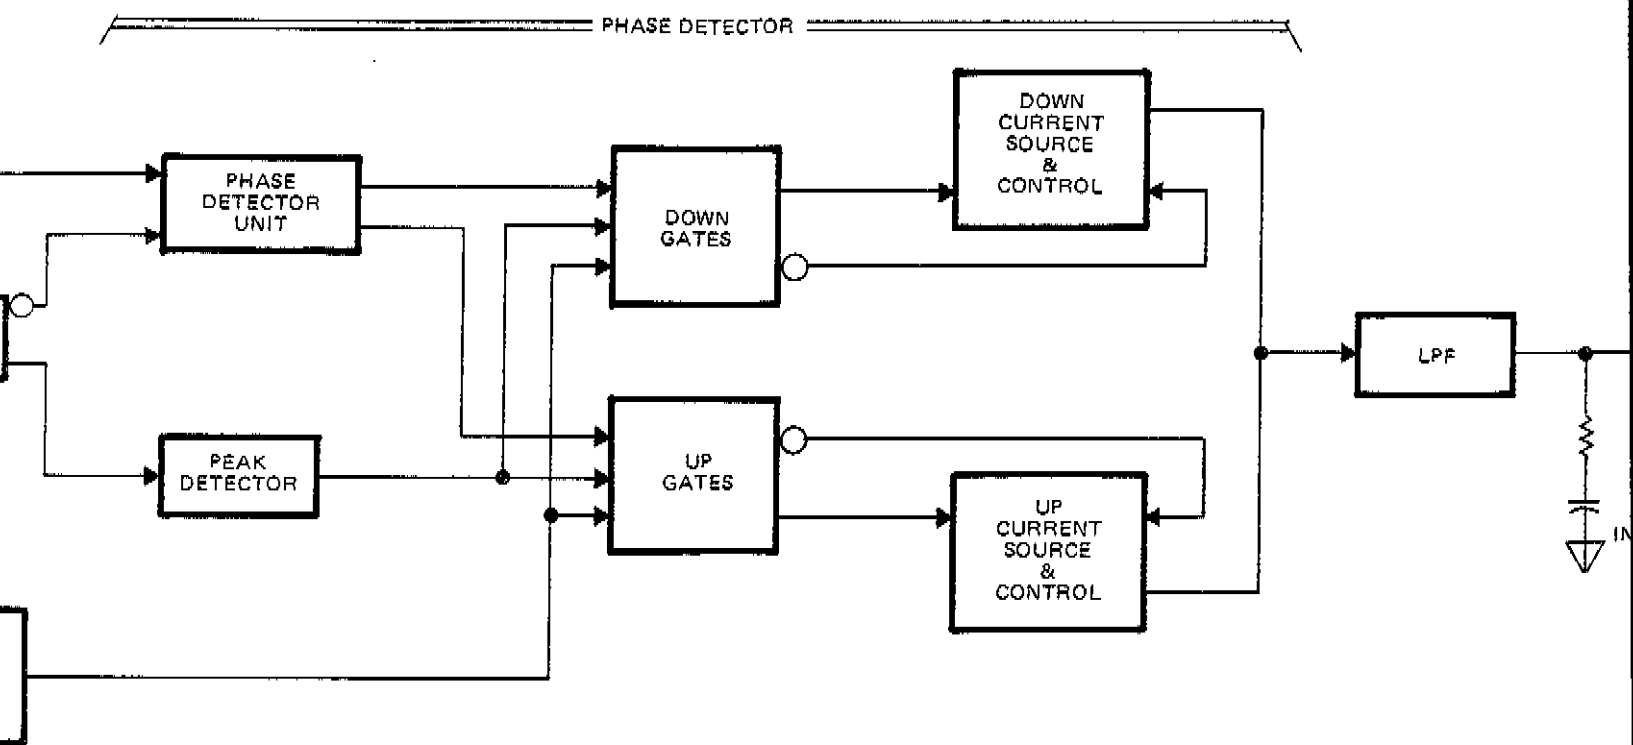 PHASE DETECTOR
DOWN
CURRENT
SOURCE
&
CONTROL
PHASE
DETECTOR
UNIT
DOWN
GATES
LPF
PEAK
DETECTOR
UP
GATES
UP
CURRENT
SOURCE
&
CONTROL
IN